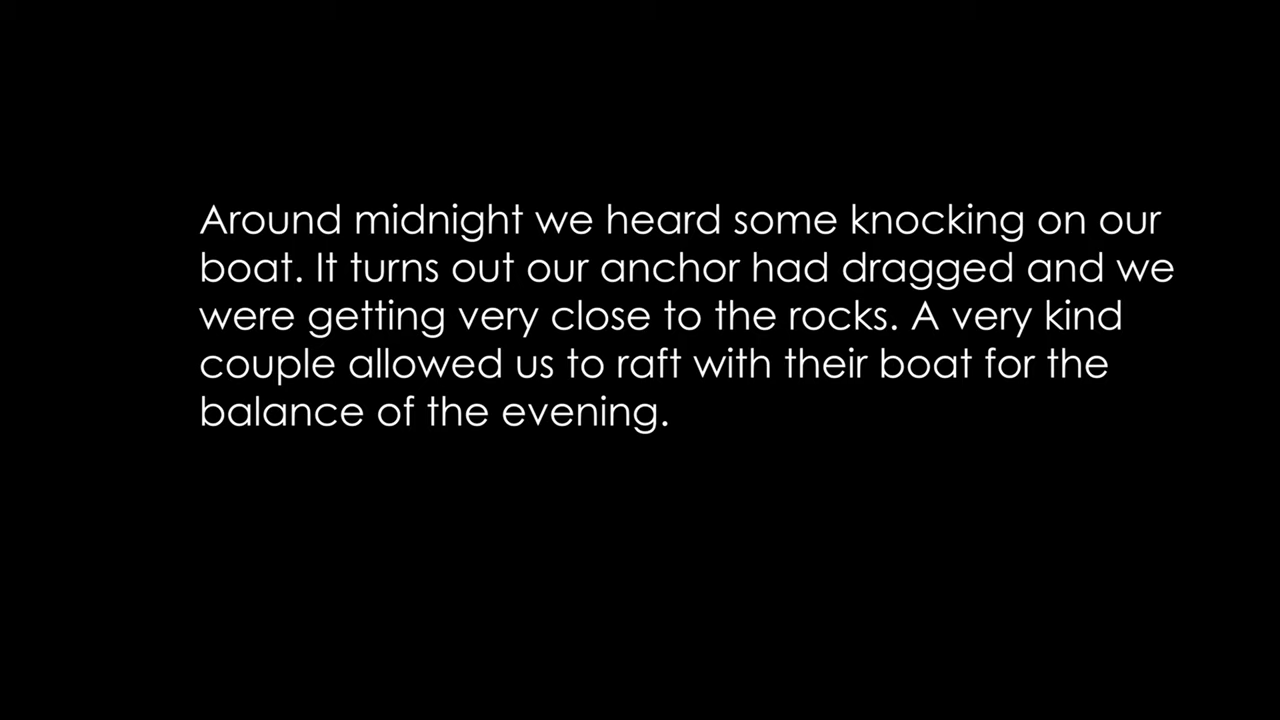 Around midnight we heard some knocking on our
boat. It turns out our anchor had dragged and we
were getting very close to the rocks. A very kind
couple allowed us to raft with their boat for the
balance of the evening.